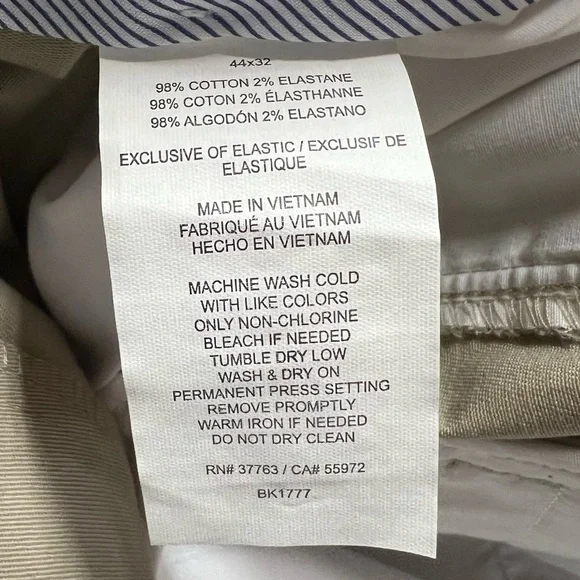 44x32
98% COTTON 2% ELASTANE
98% COTON 2% ÉLASTHANNE
98% ALGODÓN 2% ELASTANO
EXCLUSIVE OF ELASTIC / EXCLUSIF DE
ELASTIQUE
MADE IN VIETNAM
FABRIQUÉ AU VIETNAM
HECHO EN VIETNAM
MACHINE WASH COLD
WITH LIKE COLORS
ONLY NON-CHLORINE
BLEACH IF NEEDED
TUMBLE DRY LOW
WASH & DRY ON
PERMANENT PRESS SETTING
REMOVE PROMPTLY
WARM IRON IF NEEDED
DO NOT DRY CLEAN
RN# 37763 / CA# 55972
BK1777